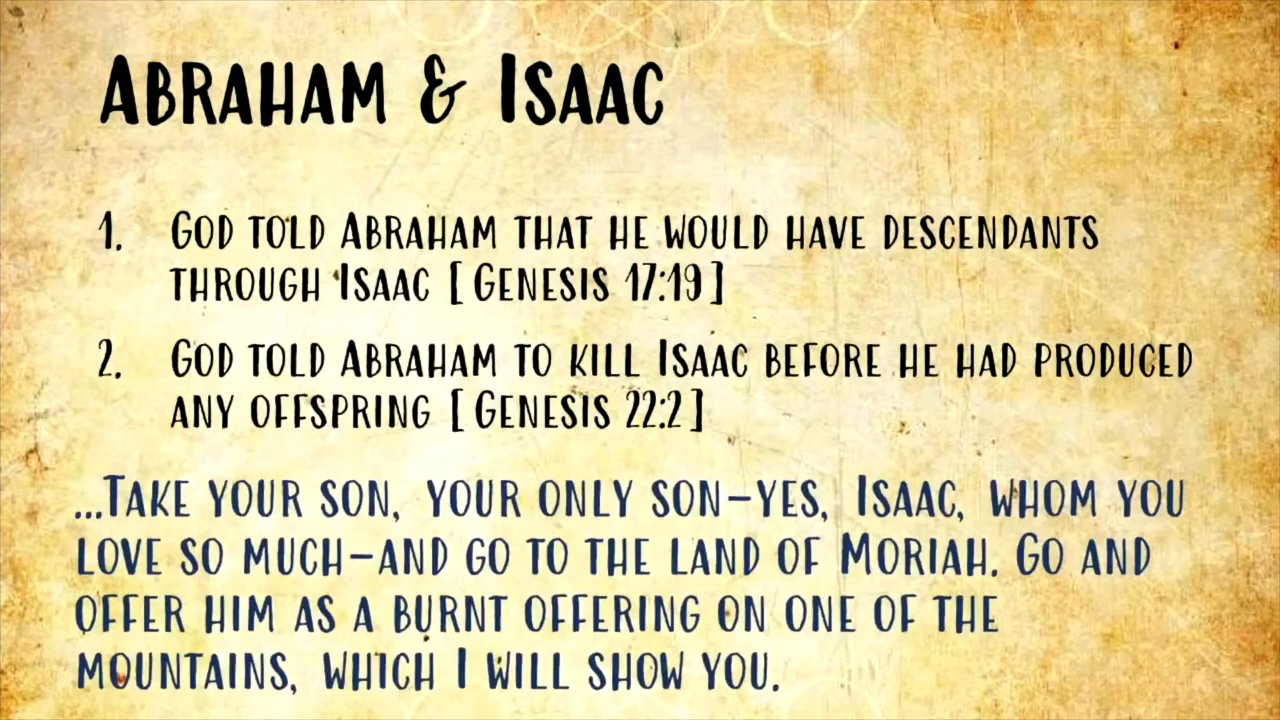 Abraham & Isaac
1. God told Abraham that he would have descendants
through Isaac [Genesis 17:19]
2. God told Abraham to kill Isaac before he had produced
any offspring [Genesis 22:2]
...Take your son, your only son–yes, Isaac, whom you
love so much–and go to the land of Moriah. Go and
offer him as a burnt offering on one of the
mountains, which I will show you.